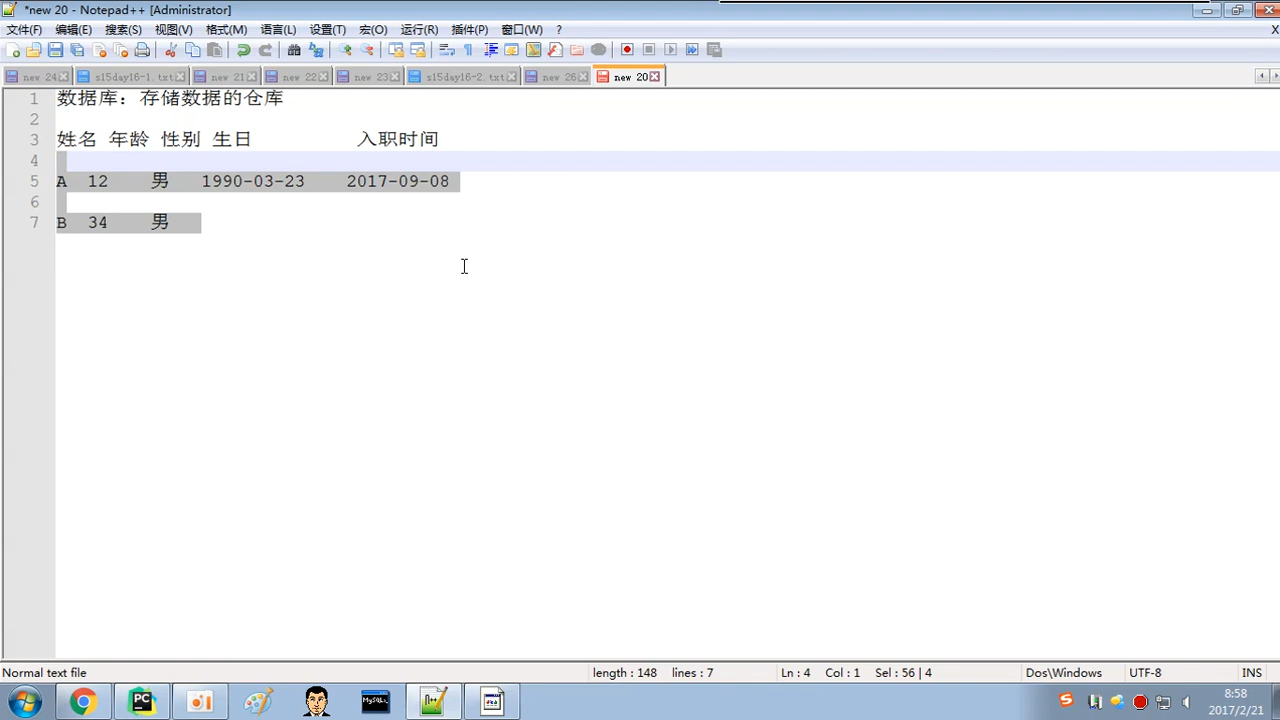 *new 20 - Notepad++ [Administrator]
文件(F) 编辑(E) 搜索(S) 视图(V) 格式(M) 语言(L) 设置(T) 宏(O) 运行(R) 插件(P) 窗口(W) ? X
new 24 s15day16-1.txt new 21 new 22 new 23 s15day16-2.txt new 26 new 20
1 数据库: 存储数据的仓库
2
3 姓名 年龄 性别 生日 入职时间
4
5 A 12 男 1990-03-23 2017-09-08
6
7 B 34 男
Normal text file length : 148 lines : 7 Ln : 4 Col : 1 Sel : 56 | 4 Dos\Windows UTF-8 INS
8:58
2017/2/21